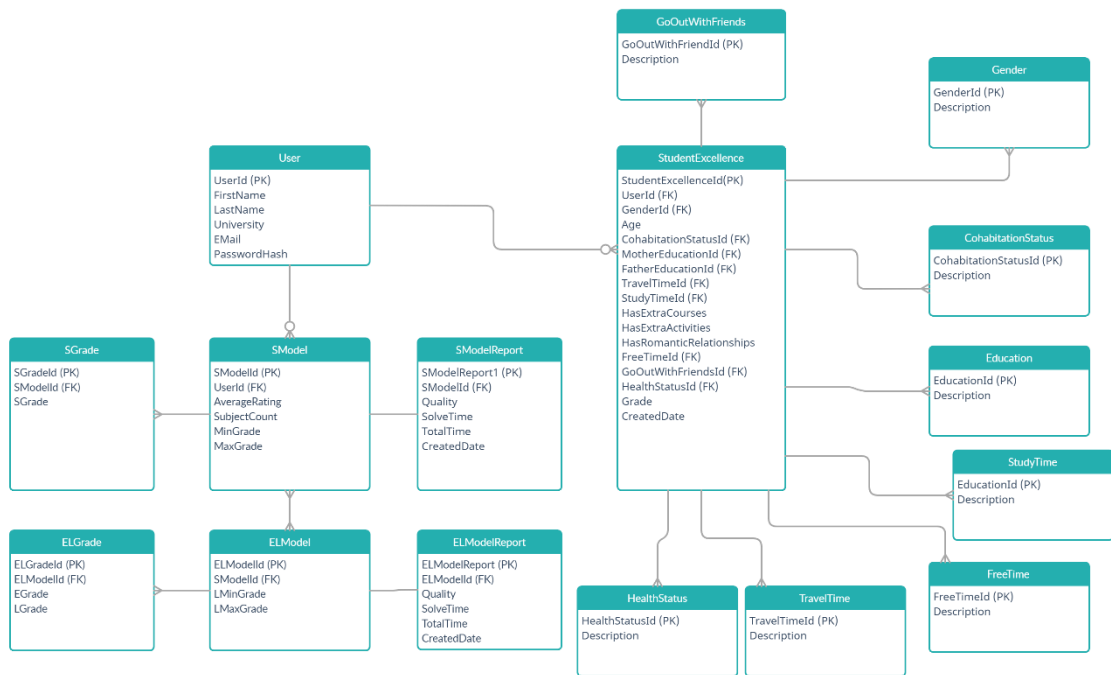 GoOutWithFriends
GoOutWithFriendId (PK)
Description
Gender
GenderId (PK)
Description
User
UserId (PK)
FirstName
LastName
University
EMail
PasswordHash
StudentExcellence
StudentExcellenceId(PK)
UserId (FK)
GenderId (FK)
Age
CohabitationStatusId (FK)
MotherEducationId (FK)
FatherEducationId (FK)
TravelTimeId (FK)
StudyTimeId (FK)
HasExtraCourses
HasExtraActivities
HasRomanticRelationships
FreeTimeId (FK)
GoOutWithFriendsId (FK)
HealthStatusId (FK)
Grade
CreatedDate
CohabitationStatus
CohabitationStatusId (PK)
Description
SGrade
SGradeId (PK)
SModelId (FK)
SGrade
SModel
SModelId (PK)
UserId (FK)
AverageRating
SubjectCount
MinGrade
MaxGrade
SModelReport
SModelReport1 (PK)
SModelId (FK)
Quality
SolveTime
TotalTime
CreatedDate
Education
EducationId (PK)
Description
StudyTime
EducationId (PK)
Description
ELGrade
ELGradeId (PK)
ELModelId (FK)
EGrade
LGrade
ELModel
ELModelId (PK)
SModelId (FK)
LMinGrade
LMaxGrade
ELModelReport
ELModelReport (PK)
ELModelId (FK)
Quality
SolveTime
TotalTime
CreatedDate
HealthStatus
HealthStatusId (PK)
Description
TravelTime
TravelTimeId (PK)
Description
FreeTime
FreeTimeId (PK)
Description